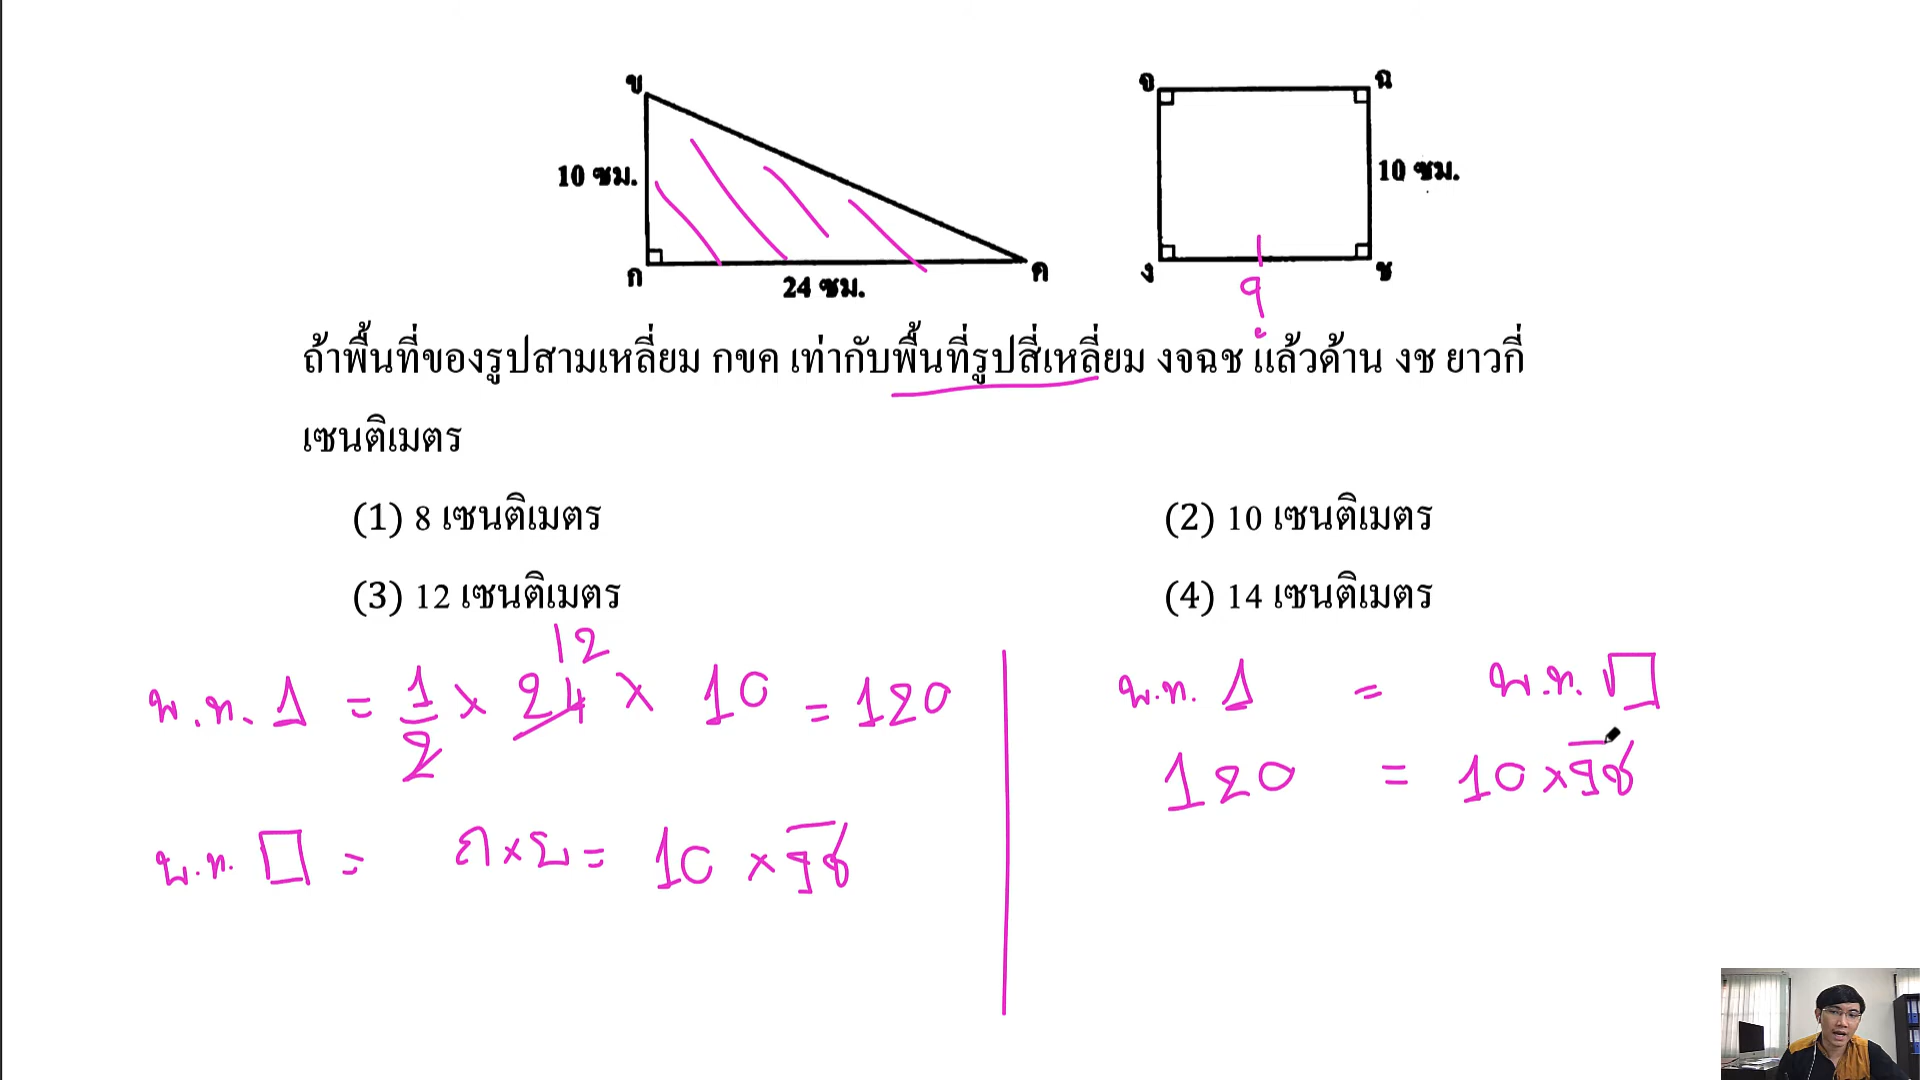 ข
จ
ฉ
10 ซม.
10 ซม.
ก
24 ซม.
ค
ง
ช
ถ้าพื้นที่ของรูปสามเหลี่ยม กขค เท่ากับพื้นที่รูปสี่เหลี่ยม งจฉช แล้วด้าน งช ยาวกี่
เซนติเมตร
(1) 8 เซนติเมตร
(2) 10 เซนติเมตร
(3) 12 เซนติเมตร
(4) 14 เซนติเมตร
12
พ.ท. Δ = 1/2 × 24 × 10 = 120
พ.ท. Δ = พ.ท. □
120 = 10 × งช
พ.ท. □ = ก × ย = 10 × งช